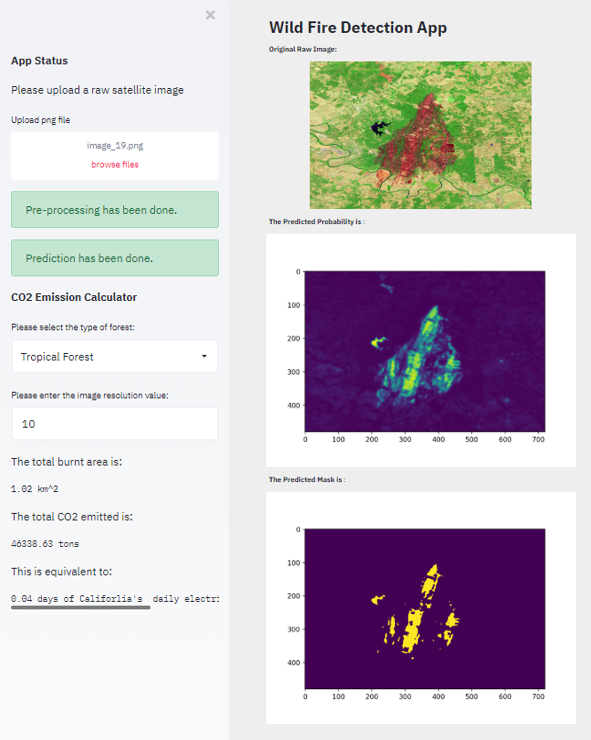 ×
App Status
Please upload a raw satellite image
Upload png file
image_19.png
browse files
Pre-processing has been done.
Prediction has been done.
CO2 Emission Calculator
Please select the type of forest:
Tropical Forest
Please enter the image resolution value:
10
The total burnt area is:
1.02 km^2
The total CO2 emitted is:
46338.63 tons
This is equivalent to:
0.04 days of Califorlia's daily electri
Wild Fire Detection App
Original Raw Image:
The Predicted Probability is :
0
100
200
300
400
0 100 200 300 400 500 600 700
The Predicted Mask is :
0
100
200
300
400
0 100 200 300 400 500 600 700